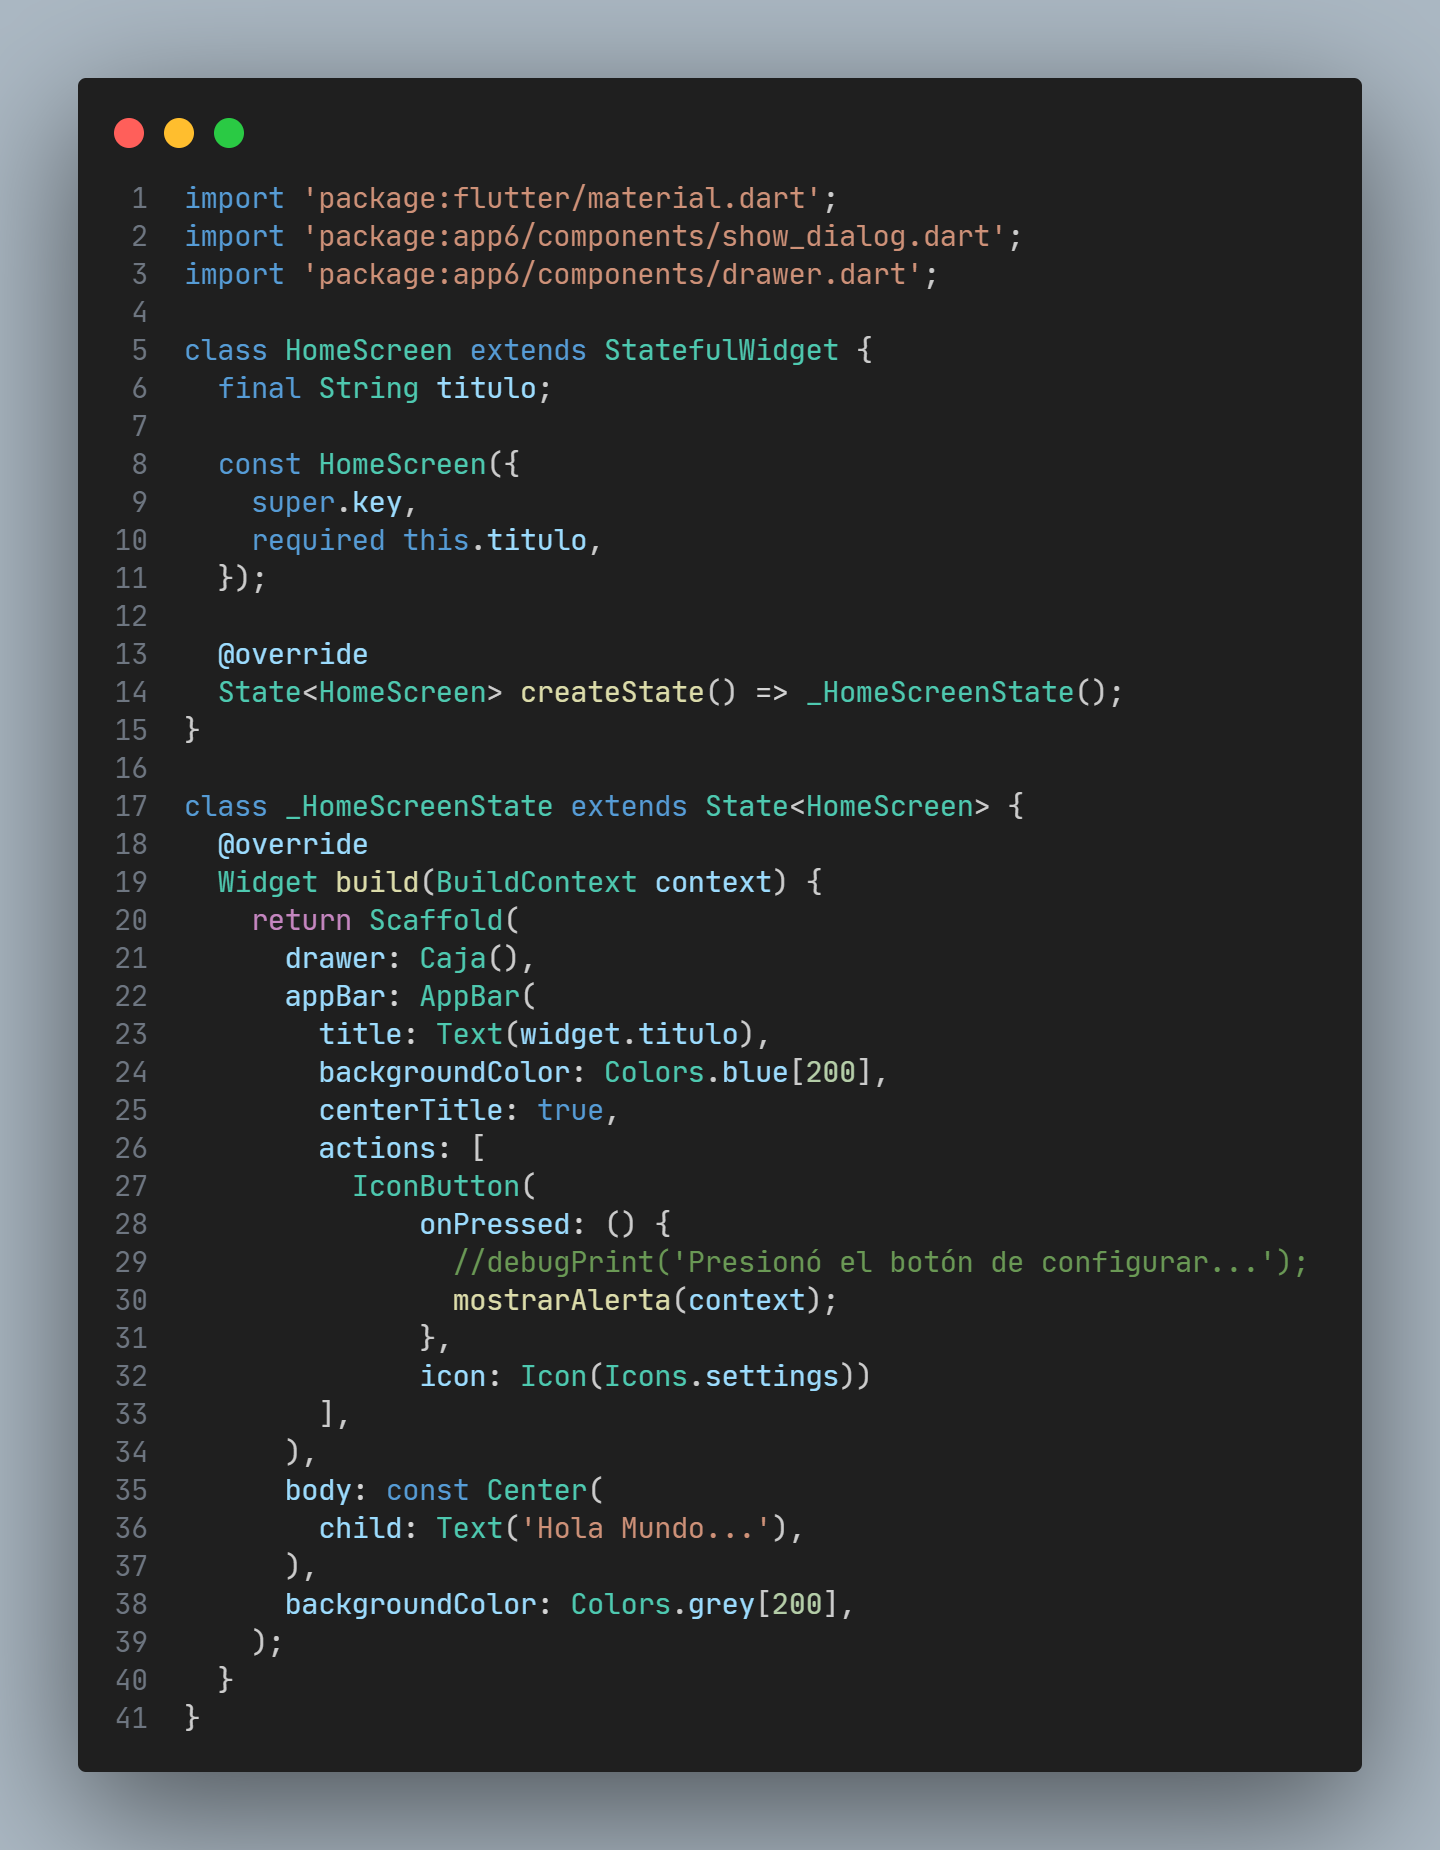 1 import 'package:flutter/material.dart';
2 import 'package:app6/components/show_dialog.dart';
3 import 'package:app6/components/drawer.dart';
4
5 class HomeScreen extends StatefulWidget {
6   final String titulo;
7
8   const HomeScreen({
9     super.key,
10     required this.titulo,
11   });
12
13   @override
14   State<HomeScreen> createState() => _HomeScreenState();
15 }
16
17 class _HomeScreenState extends State<HomeScreen> {
18   @override
19   Widget build(BuildContext context) {
20     return Scaffold(
21       drawer: Caja(),
22       appBar: AppBar(
23         title: Text(widget.titulo),
24         backgroundColor: Colors.blue[200],
25         centerTitle: true,
26         actions: [
27           IconButton(
28               onPressed: () {
29                 //debugPrint('Presionó el botón de configurar...');
30                 mostrarAlerta(context);
31               },
32               icon: Icon(Icons.settings))
33         ],
34       ),
35       body: const Center(
36         child: Text('Hola Mundo...'),
37       ),
38       backgroundColor: Colors.grey[200],
39     );
40   }
41 }